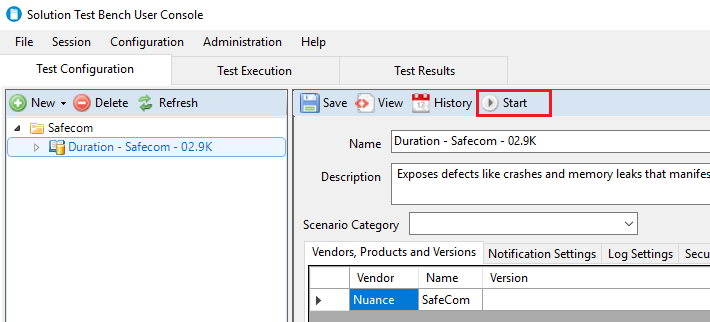 Solution Test Bench User Console
File Session Configuration Administration Help
Test Configuration Test Execution Test Results
New Delete Refresh
Save View History Start
Safecom
Duration - Safecom - 02.9K
Name Duration - Safecom - 02.9K
Description Exposes defects like crashes and memory leaks that manifes
Scenario Category
Vendors, Products and Versions Notification Settings Log Settings Secu
Vendor Name Version
Nuance SafeCom